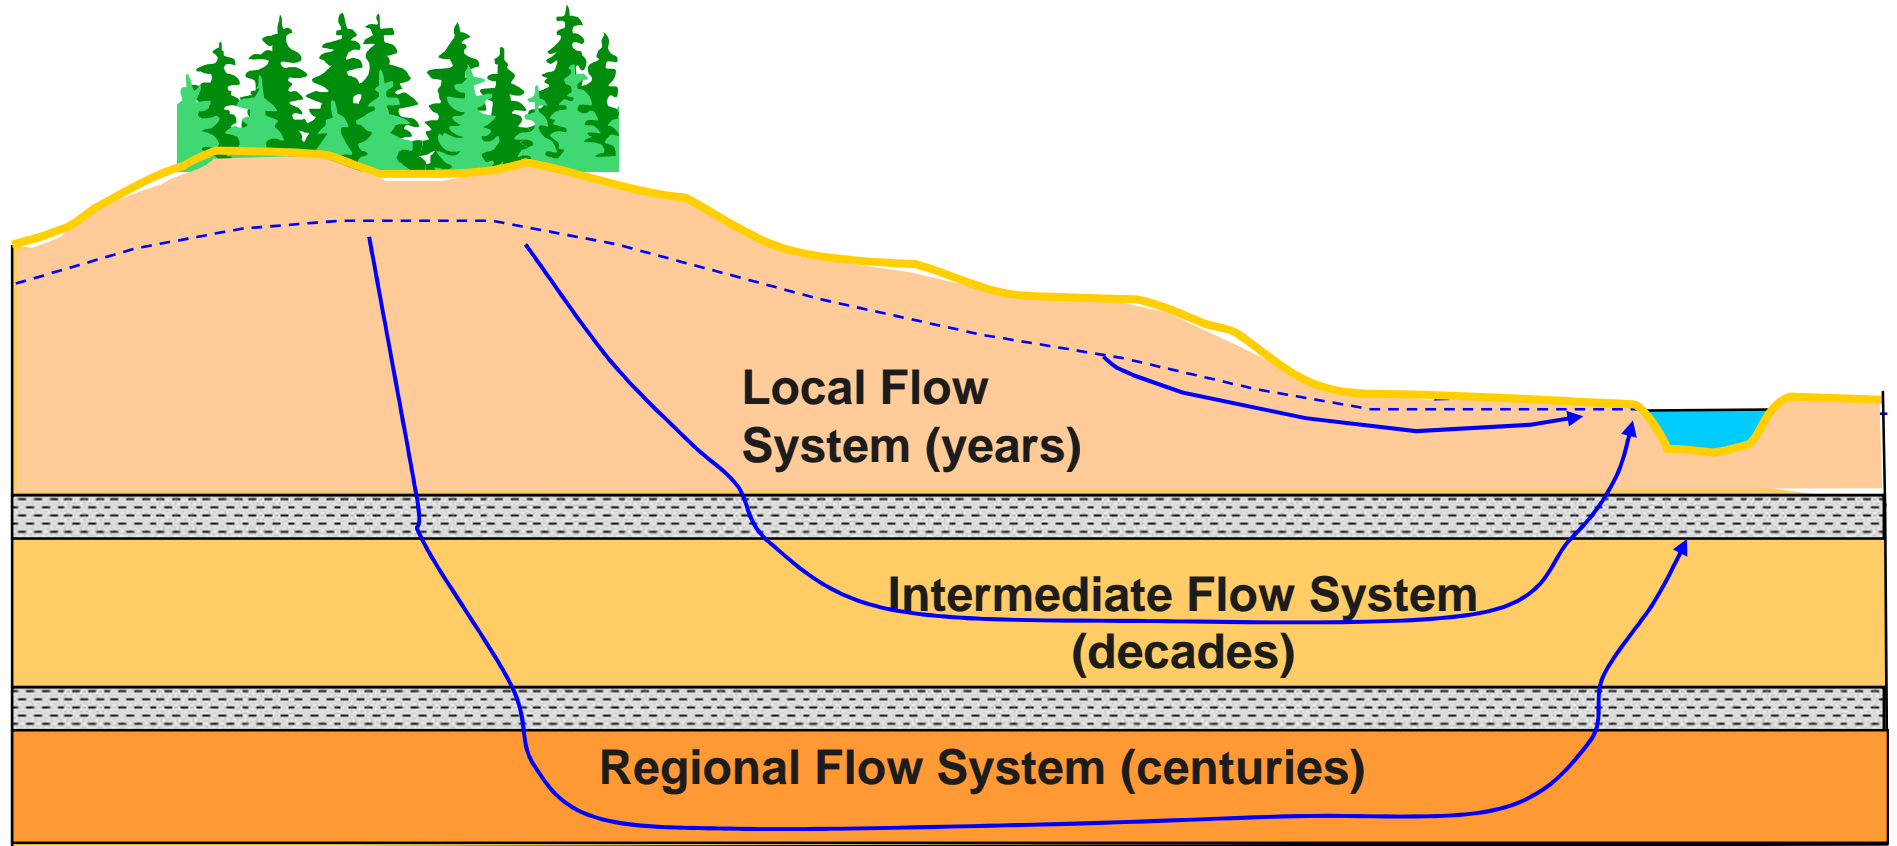 Local Flow
System (years)
Intermediate Flow System
(decades)
Regional Flow System (centuries)